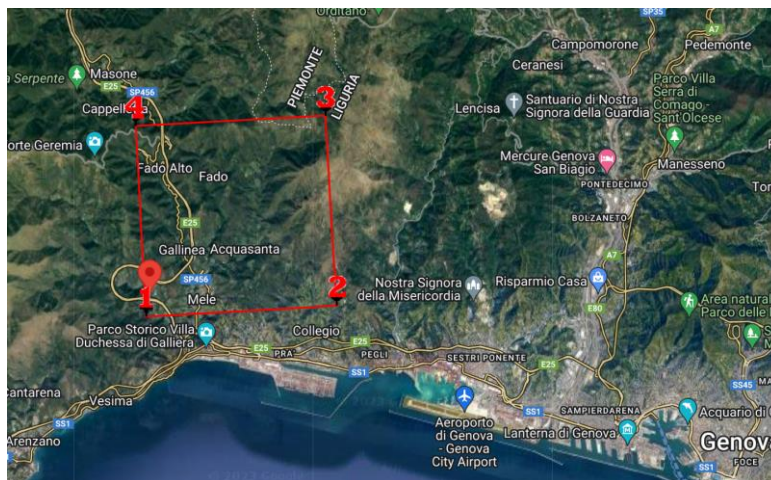 SP35
A7
Campomorone
Pedemonte
Ceranesi
a Serpente
Masone
E25
SP456
PIEMONTE
LIGURIA
Parco Villa
Serra di
Comago,
Sant'Olcese
4
3
Cappelletta
Lencisa
Santuario di Nostra
Signora della Guardia
orte Geremia
Mercure Genova
San Biagio
Manesseno
Fadô Alto
Fado
PONTEDECIMO
E25
BOLZANETO
Gallinea
Acquasanta
A7
SP456
1
2
Mele
Nostra Signora
della Misericordia
Risparmio Casa
E80
Area natura
Parco delle
Parco Storico Villa
Duchessa di Galliera
Collegio
E25
E25
PRA'
PEGLI
SESTRI PONENTE
E25
SS1
SS45
Cantarena
Vesima
SS1
Arenzano
Aeroporto
di Genova
- Genova
City Airport
SS1
SAMPIERDARENA
Acquario di
Lanterna di Genova
Genov
FOCE
SS1